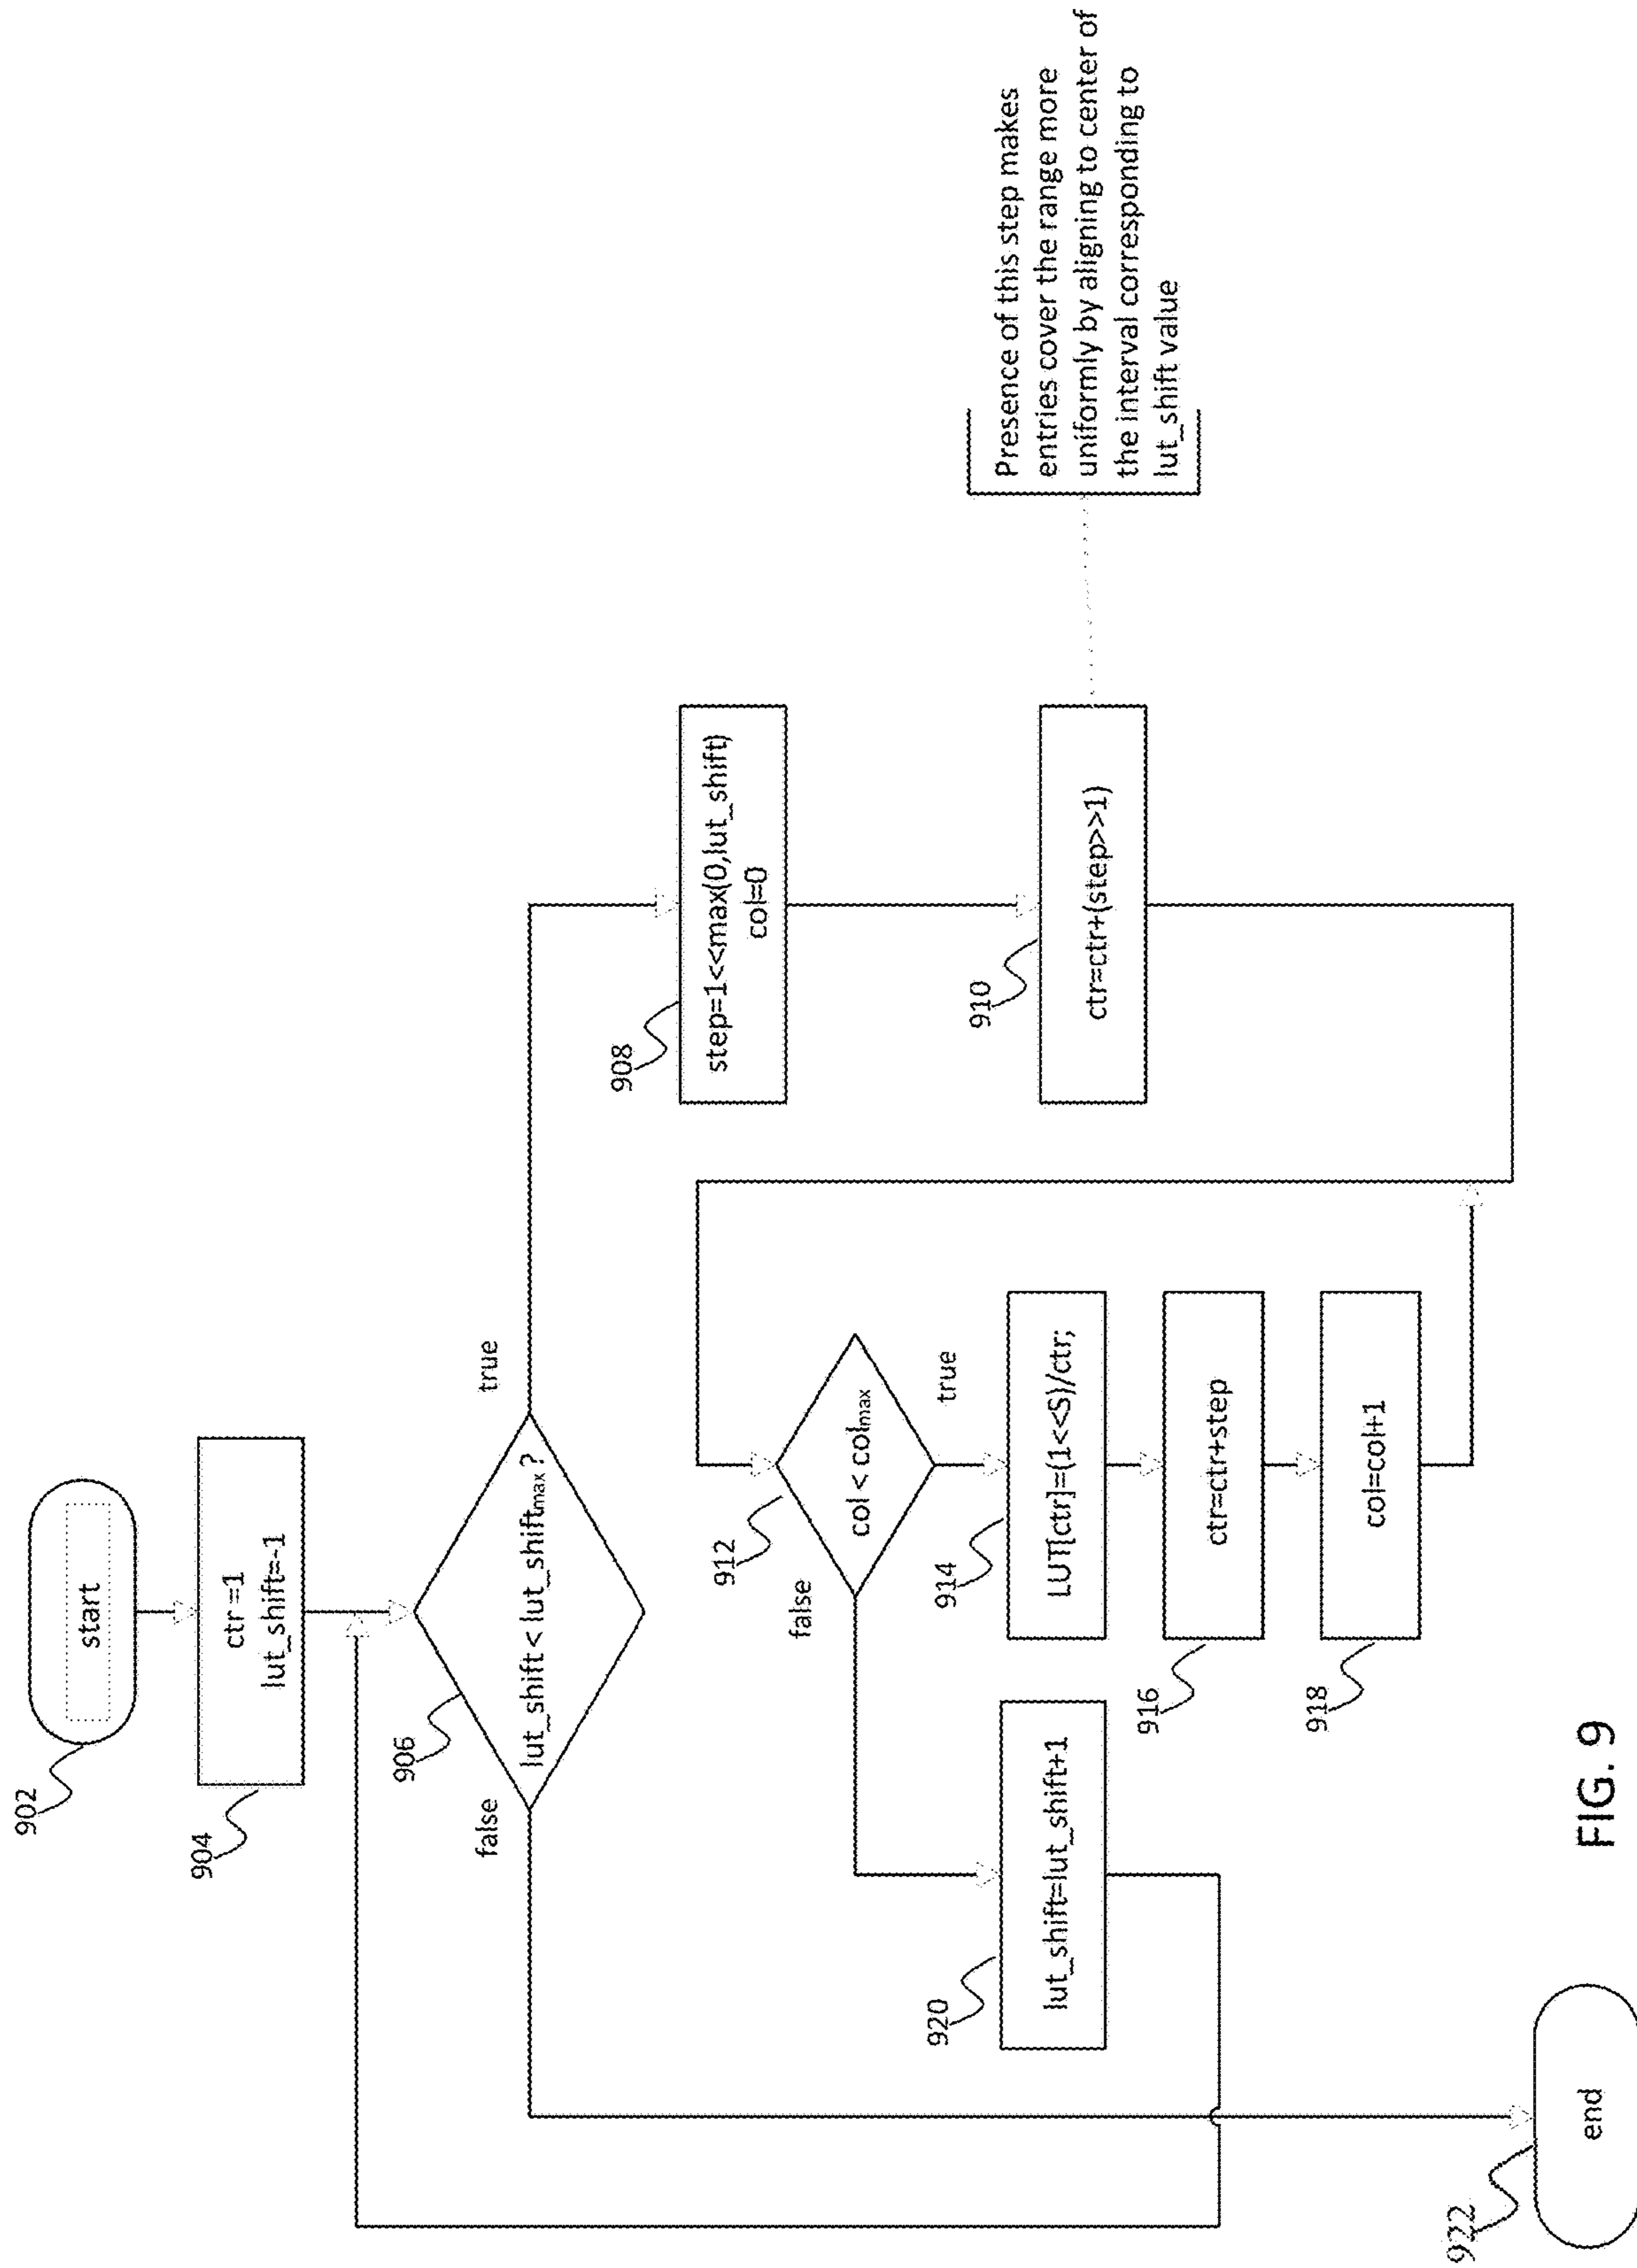 902
start
904
ctr=1
lut_shift=-1
906
lut_shift < lut_shiftmax ?
true
false
908
step=1<<max(0,lut_shift)
col=0
910
ctr=ctr+(step>>1)
Presence of this step makes
entries cover the range more
uniformly by aligning to center of
the interval corresponding to
lut_shift value
912
col < colmax
true
false
914
LUT[ctr]=(1<<S)/ctr;
916
ctr=ctr+step
918
col=col+1
920
lut_shift=lut_shift+1
922
end
FIG. 9